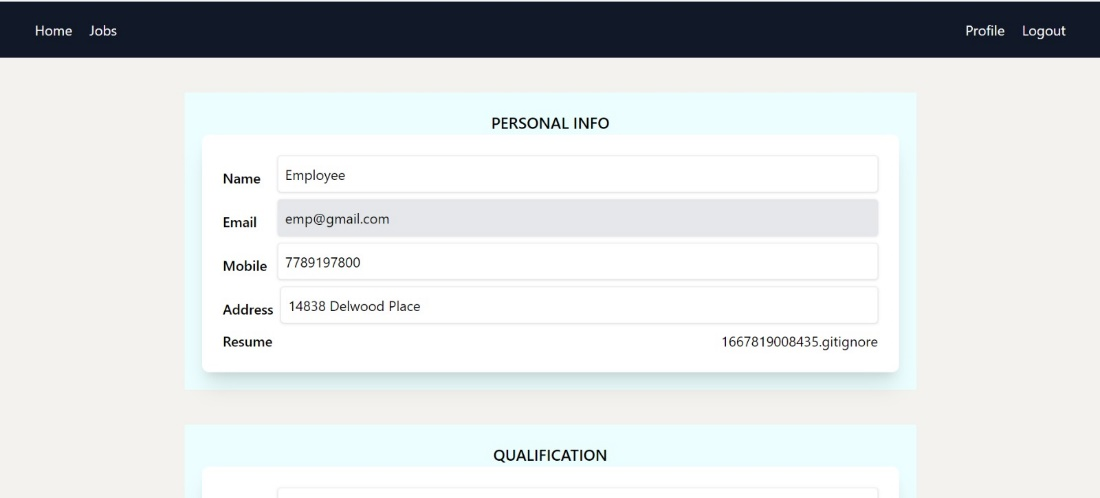 Home Jobs Profile Logout
PERSONAL INFO
Name Employee
Email emp@gmail.com
Mobile 7789197800
Address 14838 Delwood Place
Resume 1667819008435.gitignore
QUALIFICATION